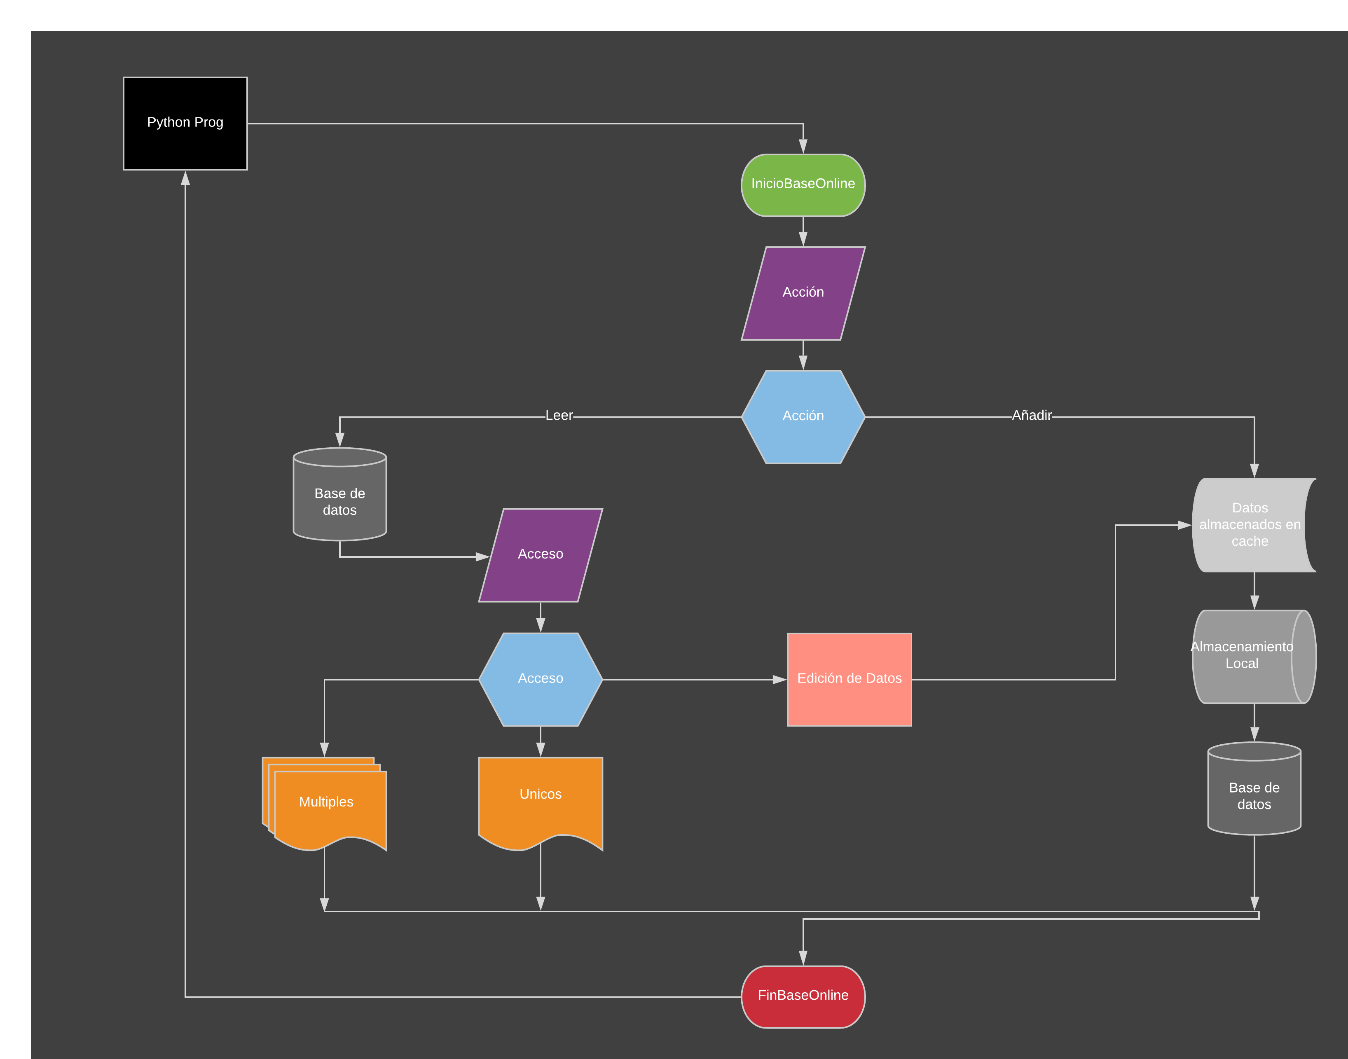 Python Prog
InicioBaseOnline
Acción
Acción
Leer
Añadir
Base de
datos
Datos
almacenados en
cache
Acceso
Almacenamiento
Local
Acceso
Edición de Datos
Multiples
Unicos
Base de
datos
FinBaseOnline